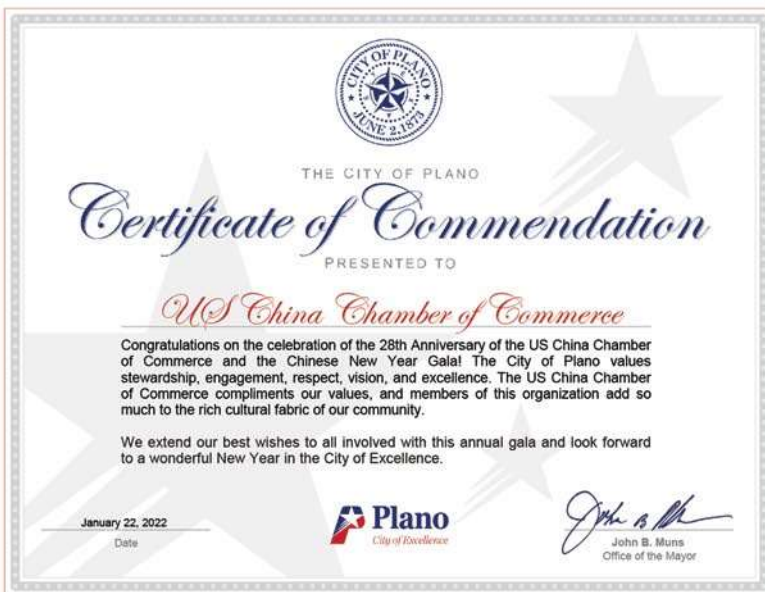 CITY OF PLANO
JUNE 2, 1873
THE CITY OF PLANO
Certificate of Commendation
PRESENTED TO
US China Chamber of Commerce
Congratulations on the celebration of the 28th Anniversary of the US China Chamber
of Commerce and the Chinese New Year Gala! The City of Plano values
stewardship, engagement, respect, vision, and excellence. The US China Chamber
of Commerce compliments our values, and members of this organization add so
much to the rich cultural fabric of our community.
We extend our best wishes to all involved with this annual gala and look forward
to a wonderful New Year in the City of Excellence.
January 22, 2022
Date
Plano
City of Excellence
John B. Muns
Office of the Mayor